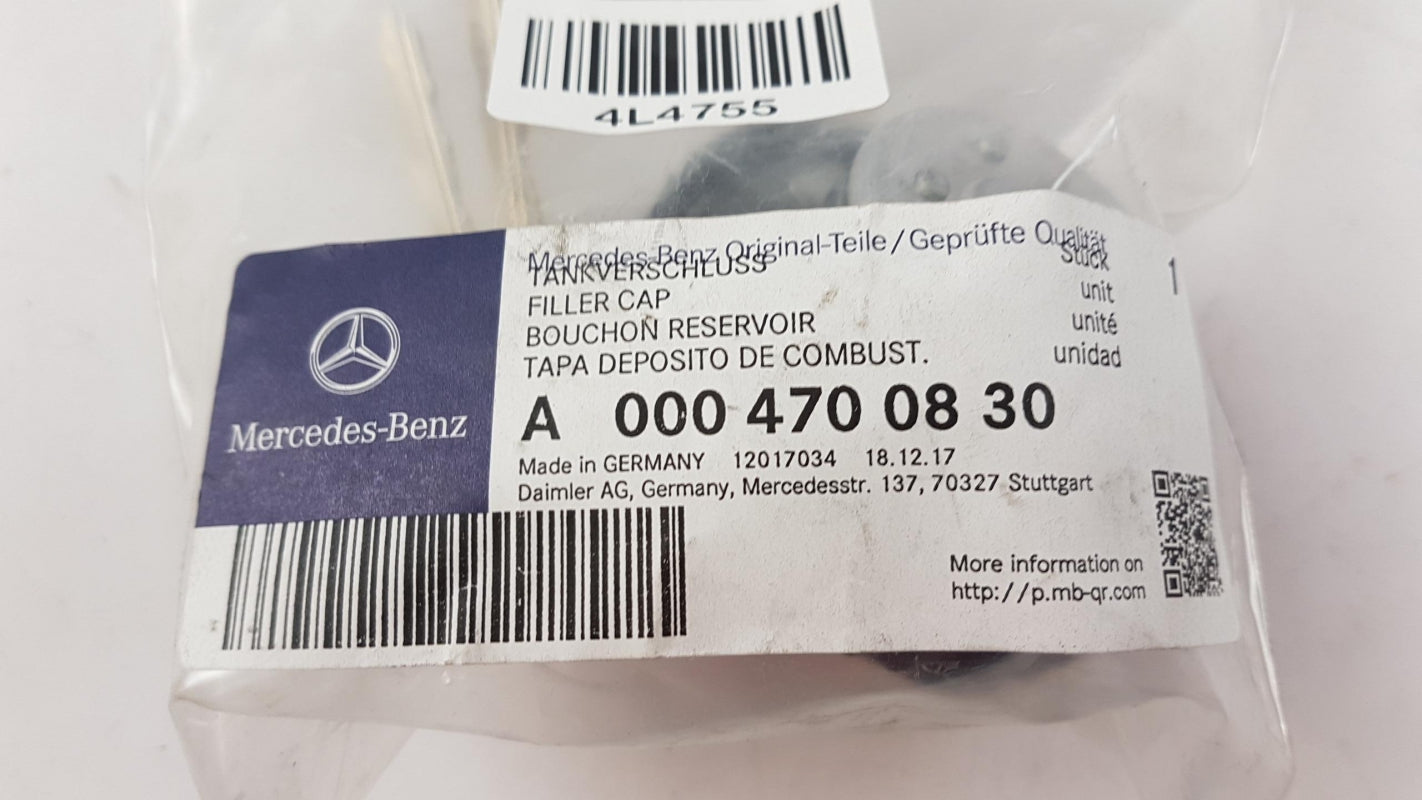 4L4755
Mercedes-Benz Original-Teile / Geprüfte Qualität
TANKVERSCHLUSS Stück 1
FILLER CAP unit
BOUCHON RESERVOIR unité
TAPA DEPOSITO DE COMBUST. unidad
Mercedes-Benz
A 000 470 08 30
Made in GERMANY 12017034 18.12.17
Daimler AG, Germany, Mercedesstr. 137, 70327 Stuttgart
More information on
http://p.mb-qr.com